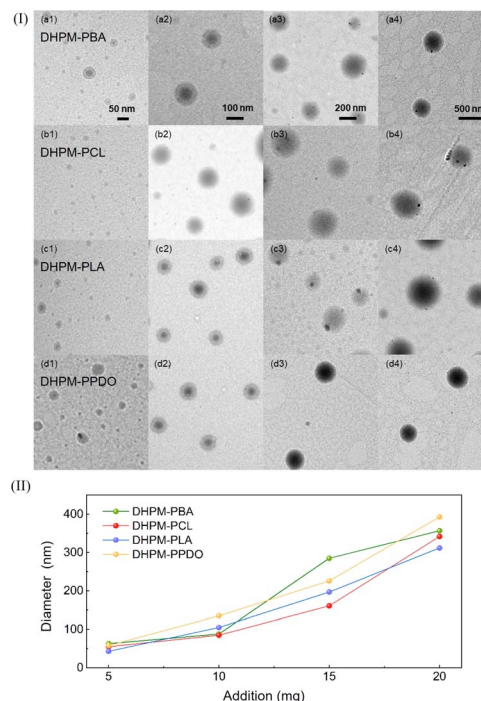 (I)
(a1) (a2) (a3) (a4)
DHPM-PBA
50 nm 100 nm 200 nm 500 nm
(b1) (b2) (b3) (b4)
DHPM-PCL
(c1) (c2) (c3) (c4)
DHPM-PLA
(d1) (d2) (d3) (d4)
DHPM-PPDO
(II)
DHPM-PBA
DHPM-PCL
DHPM-PLA
DHPM-PPDO
Diameter (nm)
400
300
200
100
0
5 10 15 20
Addition (mg)